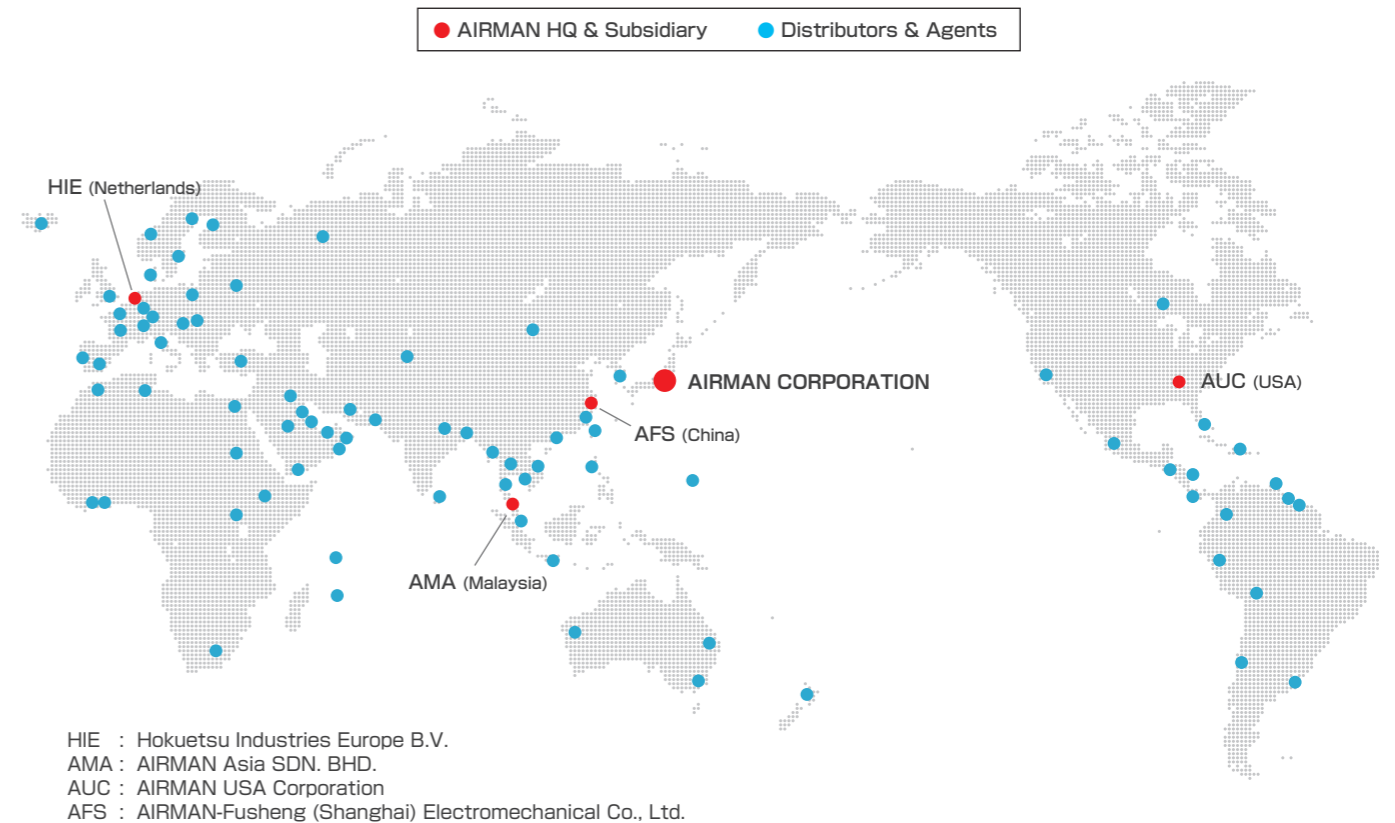 AIRMAN HQ & Subsidiary Distributors & Agents
HIE (Netherlands)
AIRMAN CORPORATION
AUC (USA)
AFS (China)
AMA (Malaysia)
HIE : Hokuetsu Industries Europe B.V.
AMA : AIRMAN Asia SDN. BHD.
AUC : AIRMAN USA Corporation
AFS : AIRMAN-Fusheng (Shanghai) Electromechanical Co., Ltd.